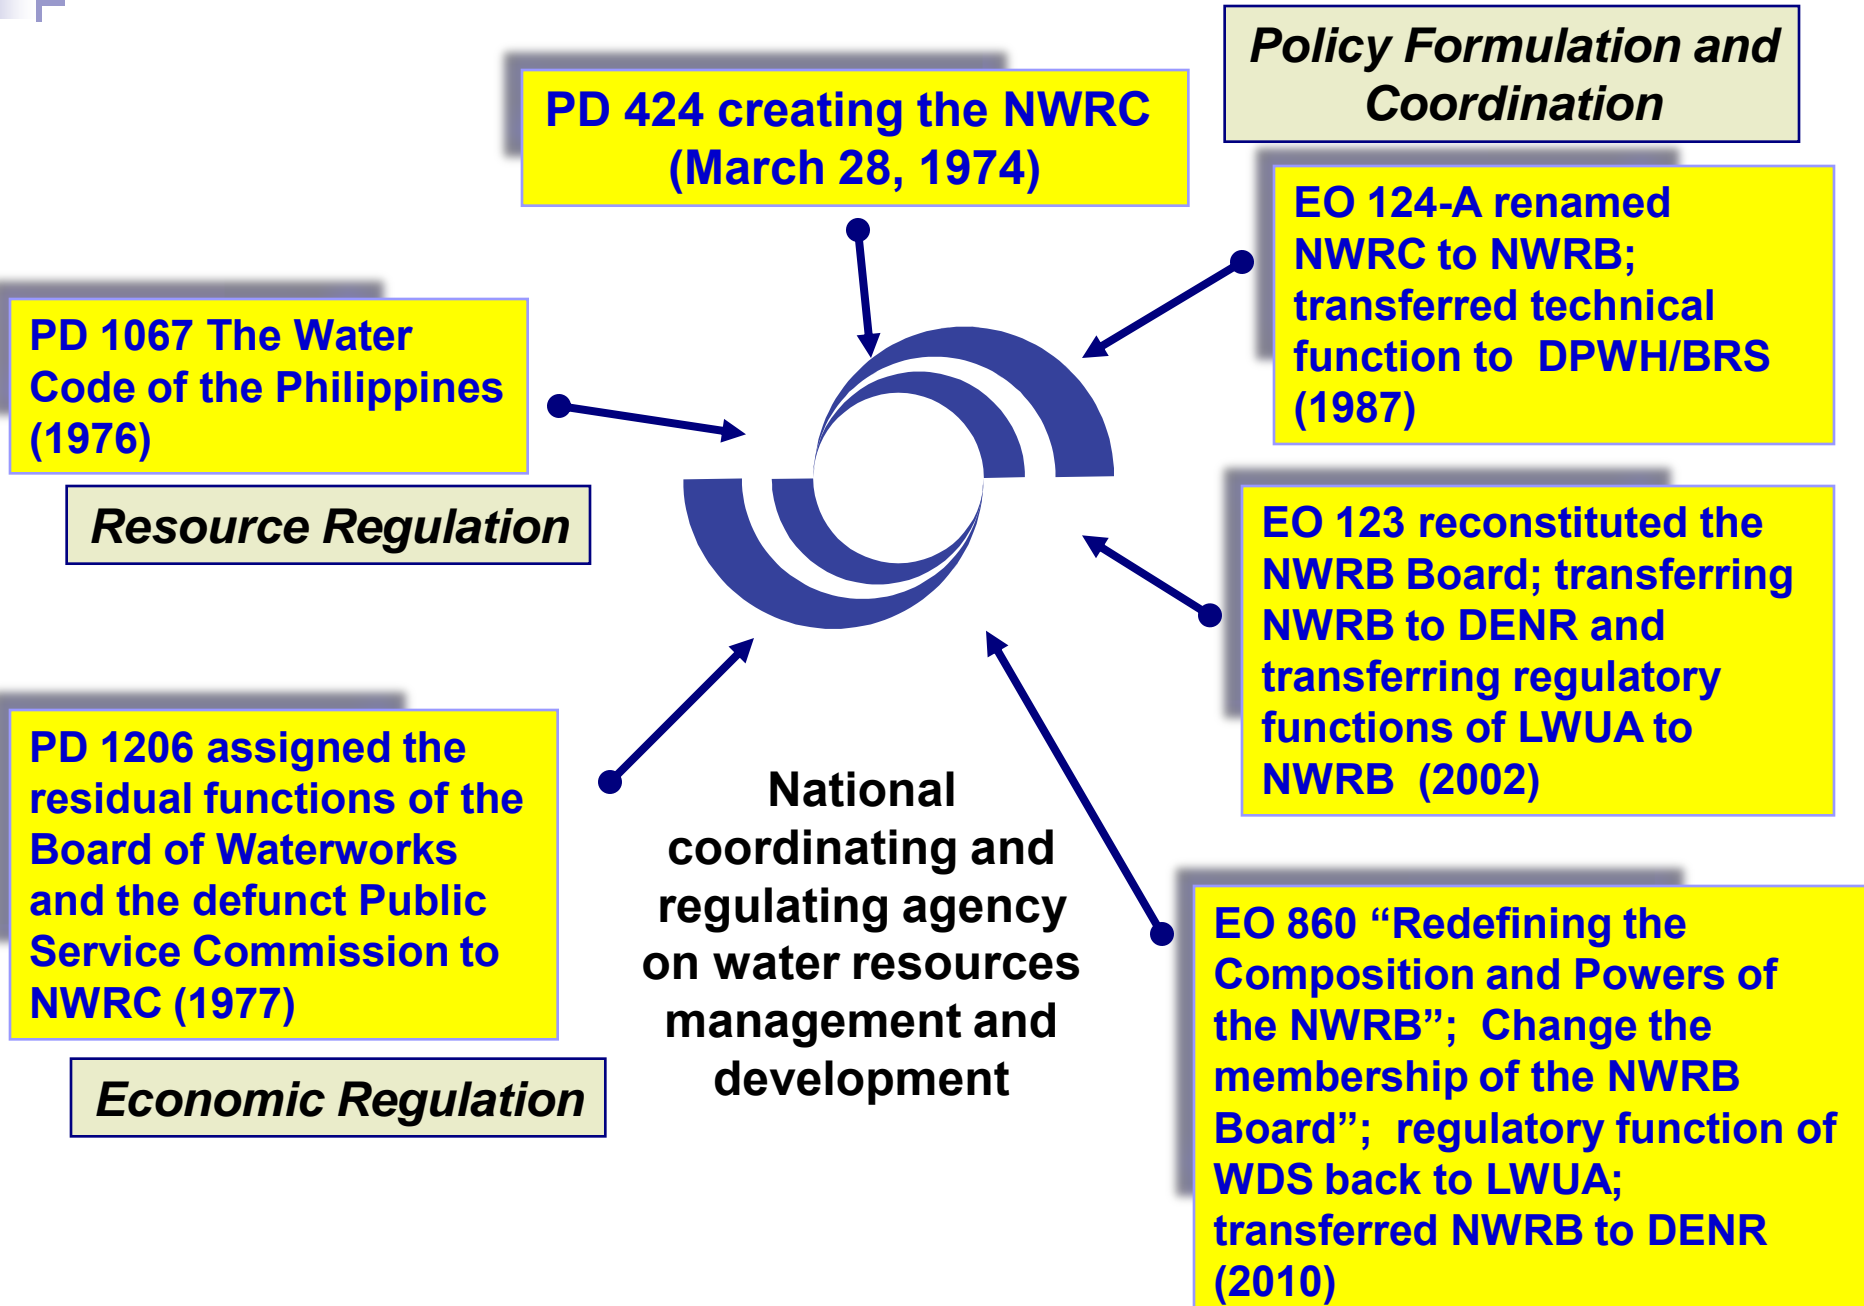 Policy Formulation and
Coordination
PD 424 creating the NWRC
(March 28, 1974)
EO 124-A renamed
NWRC to NWRB;
transferred technical
function to DPWH/BRS
(1987)
PD 1067 The Water
Code of the Philippines
(1976)
Resource Regulation
EO 123 reconstituted the
NWRB Board; transferring
NWRB to DENR and
transferring regulatory
functions of LWUA to
NWRB (2002)
PD 1206 assigned the
residual functions of the
Board of Waterworks
and the defunct Public
Service Commission to
NWRC (1977)
Economic Regulation
National
coordinating and
regulating agency
on water resources
management and
development
EO 860 “Redefining the
Composition and Powers of
the NWRB”; Change the
membership of the NWRB
Board”; regulatory function of
WDS back to LWUA;
transferred NWRB to DENR
(2010)